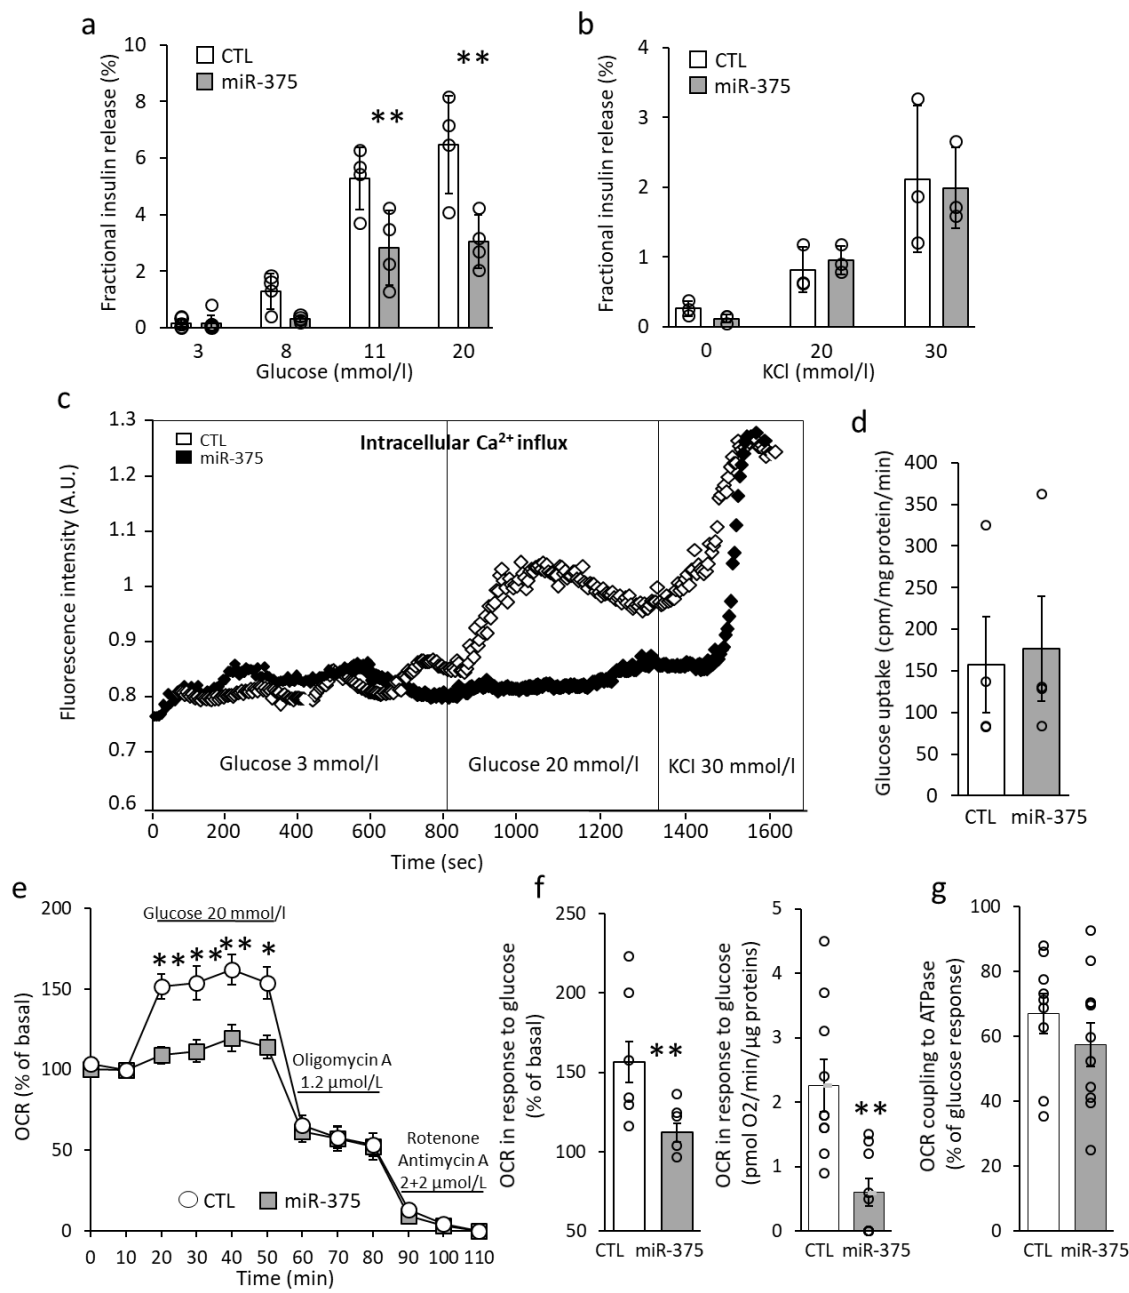 a
Fractional insulin release (%)
10
8
6
4
2
0
CTL
miR-375
**
**
3
8
11
20
Glucose (mmol/l)
b
Fractional insulin release (%)
4
3
2
1
0
CTL
miR-375
0
20
30
KCl (mmol/l)
c
Fluorescence intensity (A.U.)
1.3
1.2
1.1
1
0.9
0.8
0.7
0.6
CTL
miR-375
Intracellular Ca²⁺ influx
Glucose 3 mmol/l
Glucose 20 mmol/l
KCl 30 mmol/l
0
200
400
600
800
1000
1200
1400
1600
Time (sec)
d
Glucose uptake (cpm/mg protein/min)
400
350
300
250
200
150
100
50
0
CTL
miR-375
e
OCR (% of basal)
200
150
100
50
0
Glucose 20 mmol/l
**
**
**
*
Oligomycin A
1.2 µmol/L
Rotenone
Antimycin A
2+2 µmol/L
CTL
miR-375
0
10
20
30
40
50
60
70
80
90
100
110
Time (min)
f
OCR in response to glucose
(% of basal)
250
200
150
100
50
**
CTL
miR-375
OCR in response to glucose
(pmol O2/min/µg proteins)
5
4
3
2
1
0
**
CTL
miR-375
g
OCR coupling to ATPase
(% of glucose response)
100
80
60
40
20
0
CTL
miR-375